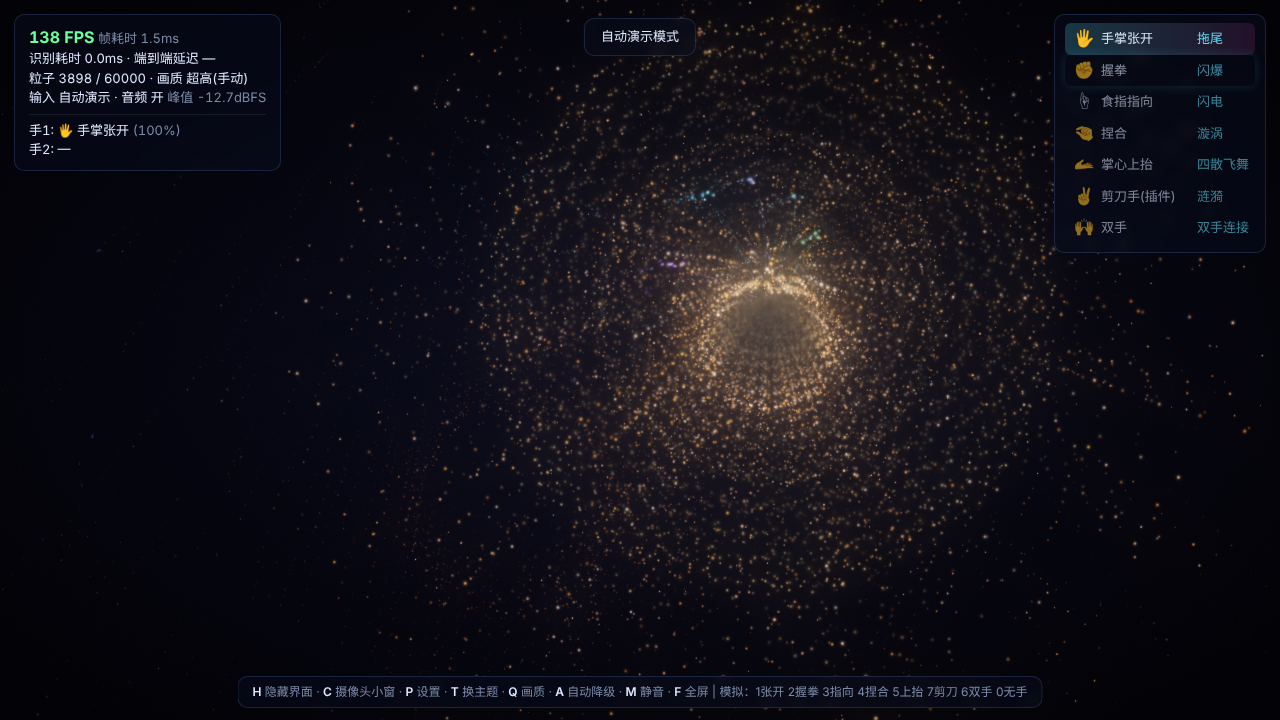 138 FPS 帧耗时 1.5ms
识别耗时 0.0ms · 端到端延迟 —
粒子 3898 / 60000 · 画质 超高(手动)
输入 自动演示 · 音频 开 峰值 -12.7dBFS
手1: 🖐 手掌张开 (100%)
手2: —
自动演示模式
🖐 手掌张开 拖尾
✊ 握拳 闪爆
☝ 食指指向 闪电
🤏 捏合 漩涡
🫴 掌心上抬 四散飞舞
✌ 剪刀手(插件) 涟漪
🙌 双手 双手连接
H 隐藏界面 · C 摄像头小窗 · P 设置 · T 换主题 · Q 画质 · A 自动降级 · M 静音 · F 全屏 | 模拟: 1张开 2握拳 3指向 4捏合 5上抬 7剪刀 6双手 0无手